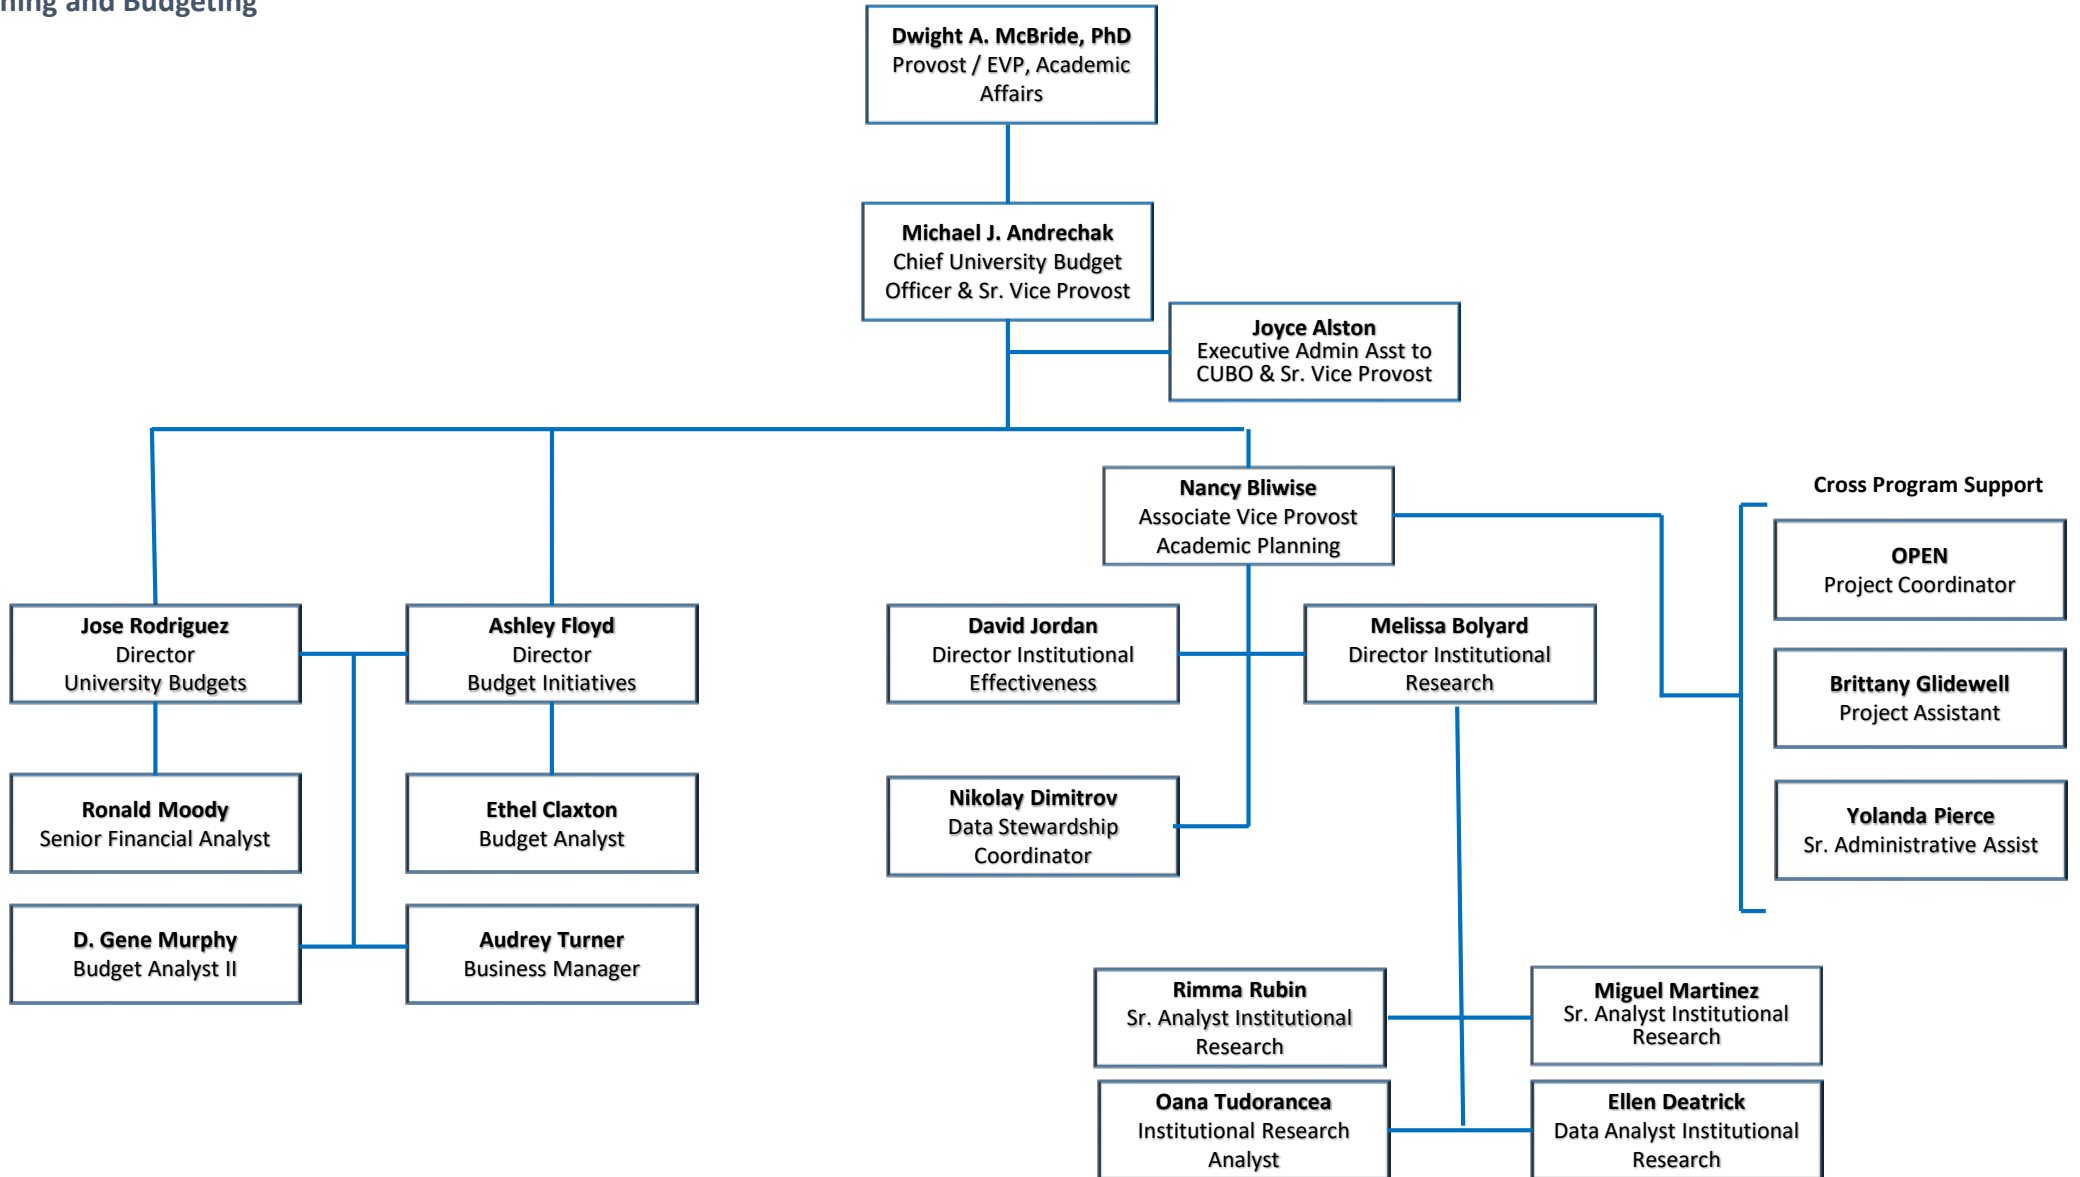 and Budgeting
Dwight A. McBride, PhD
Provost / EVP, Academic
Affairs
Michael J. Andrechak
Chief University Budget
Officer & Sr. Vice Provost
Joyce Alston
Executive Admin Asst to
CUBO & Sr. Vice Provost
Nancy Bliwise
Associate Vice Provost
Academic Planning
Cross Program Support
OPEN
Project Coordinator
Brittany Glidewell
Project Assistant
Yolanda Pierce
Sr. Administrative Assist
Jose Rodriguez
Director
University Budgets
Ashley Floyd
Director
Budget Initiatives
David Jordan
Director Institutional
Effectiveness
Melissa Bolyard
Director Institutional
Research
Ronald Moody
Senior Financial Analyst
Ethel Claxton
Budget Analyst
Nikolay Dimitrov
Data Stewardship
Coordinator
D. Gene Murphy
Budget Analyst II
Audrey Turner
Business Manager
Rimma Rubin
Sr. Analyst Institutional
Research
Miguel Martinez
Sr. Analyst Institutional
Research
Oana Tudorancea
Institutional Research
Analyst
Ellen Deatrick
Data Analyst Institutional
Research